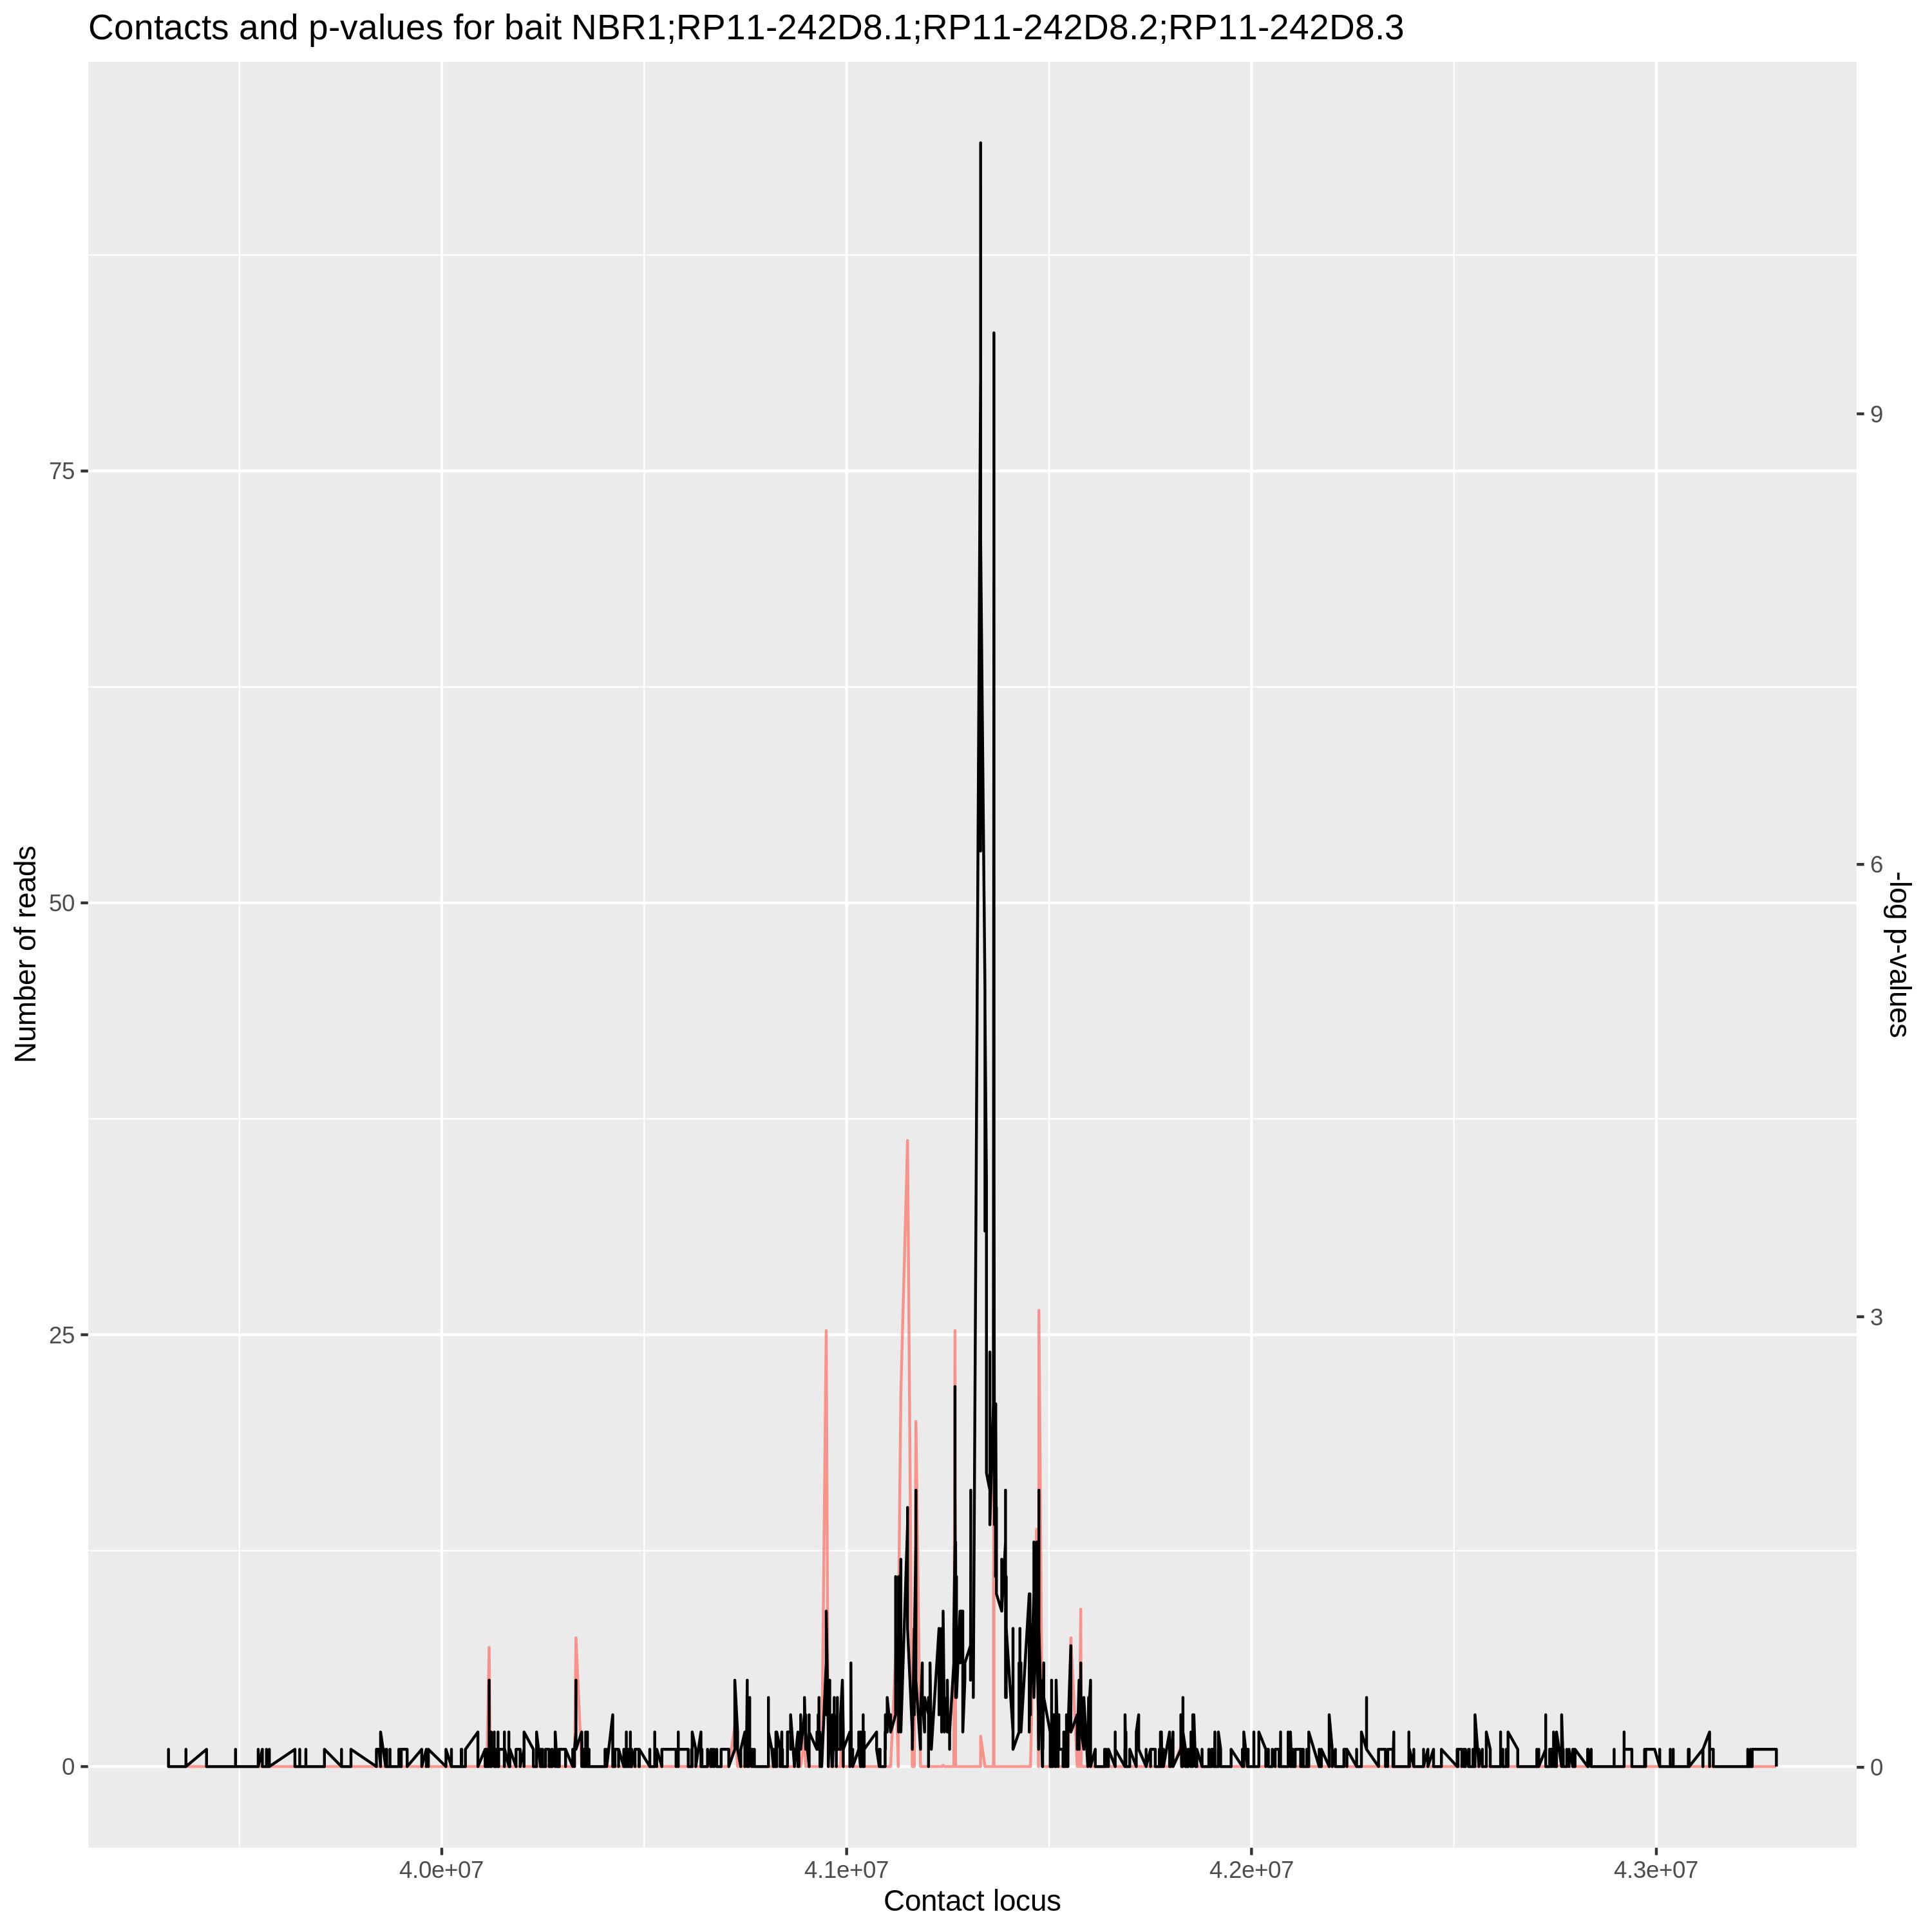 Contacts and p-values for bait NBR1;RP11-242D8.1;RP11-242D8.2;RP11-242D8.3
Number of reads
75
50
25
0
9
6
3
0
-log p-values
4.0e+07
4.1e+07
4.2e+07
4.3e+07
Contact locus